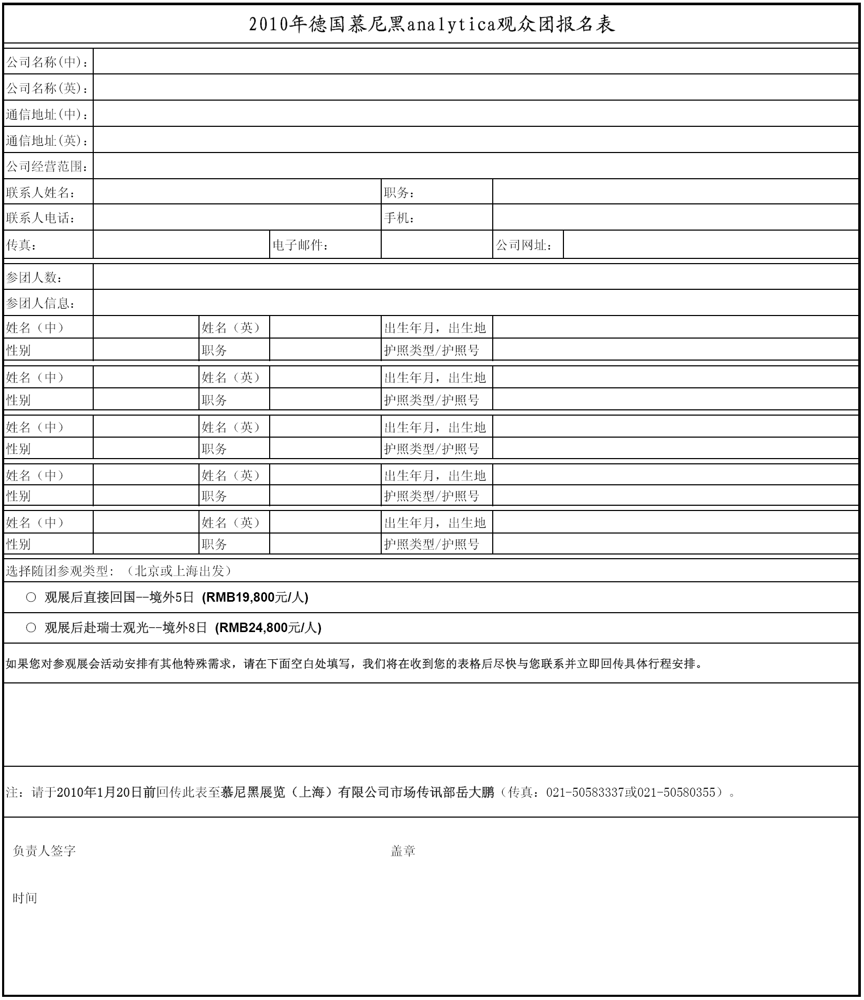 2010年德国慕尼黑analytica观众团报名表
公司名称(中):
公司名称(英):
通信地址(中):
通信地址(英):
公司经营范围:
联系人姓名: 职务:
联系人电话: 手机:
传真: 电子邮件: 公司网址:
参团人数:
参团人信息:
姓名（中） 姓名（英） 出生年月，出生地
性别 职务 护照类型/护照号
姓名（中） 姓名（英） 出生年月，出生地
性别 职务 护照类型/护照号
姓名（中） 姓名（英） 出生年月，出生地
性别 职务 护照类型/护照号
姓名（中） 姓名（英） 出生年月，出生地
性别 职务 护照类型/护照号
姓名（中） 姓名（英） 出生年月，出生地
性别 职务 护照类型/护照号
选择随团参观类型: （北京或上海出发）
○ 观展后直接回国--境外5日 (RMB19,800元/人)
○ 观展后赴瑞士观光--境外8日 (RMB24,800元/人)
如果您对参观展会活动安排有其他特殊需求，请在下面空白处填写，我们将在收到您的表格后尽快与您联系并立即回传具体行程安排。
注：请于2010年1月20日前回传此表至慕尼黑展览（上海）有限公司市场传讯部岳大鹏（传真：021-50583337或021-50580355）。
负责人签字 盖章
时间